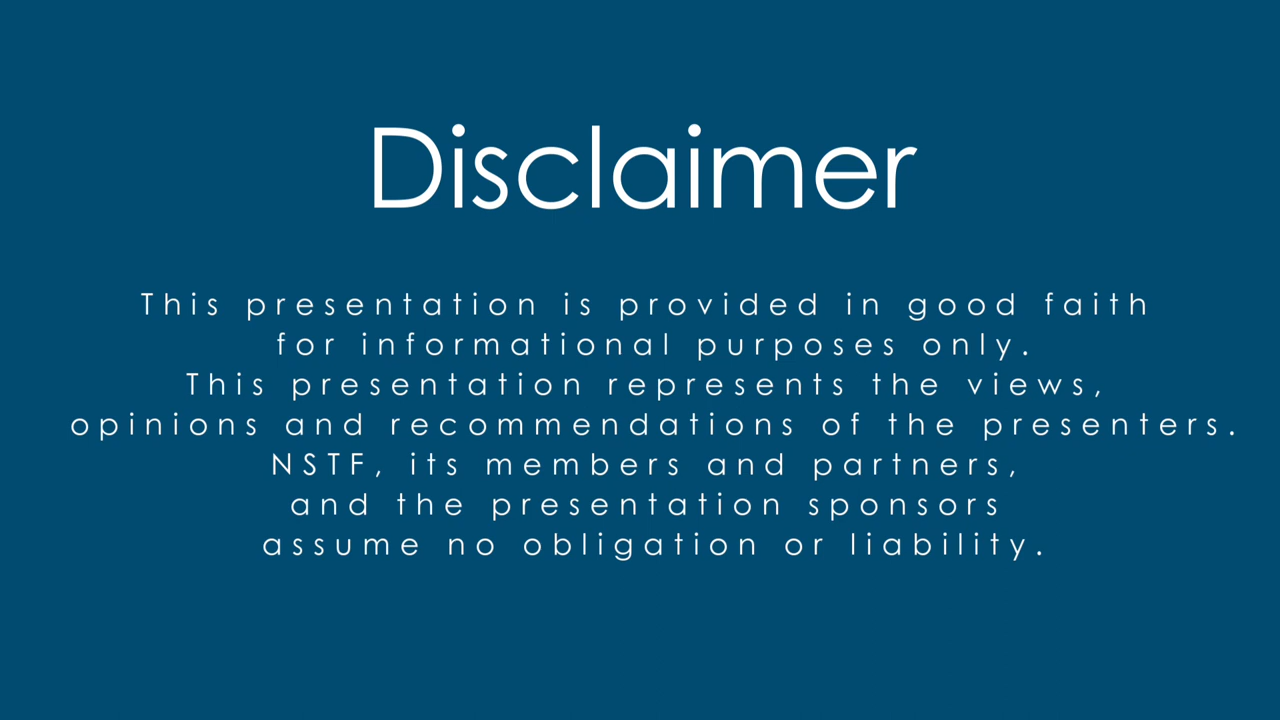 Disclaimer
This presentation is provided in good faith
for informational purposes only.
This presentation represents the views,
opinions and recommendations of the presenters.
NSTF, its members and partners,
and the presentation sponsors
assume no obligation or liability.